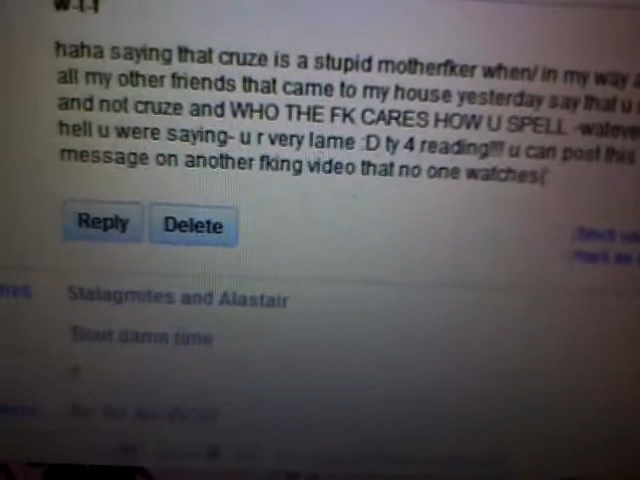 W-T-F
haha saying that cruze is a stupid motherfker when/ in my way
all my other friends that came to my house yesterday say that u
and not cruze and WHO THE FK CARES HOW U SPELL -wateve
hell u were saying- u r very lame :D ty 4 reading!!! u can post this
message on another fking video that no one watches(:
Reply Delete
Stalagmites and Alastair
damn time